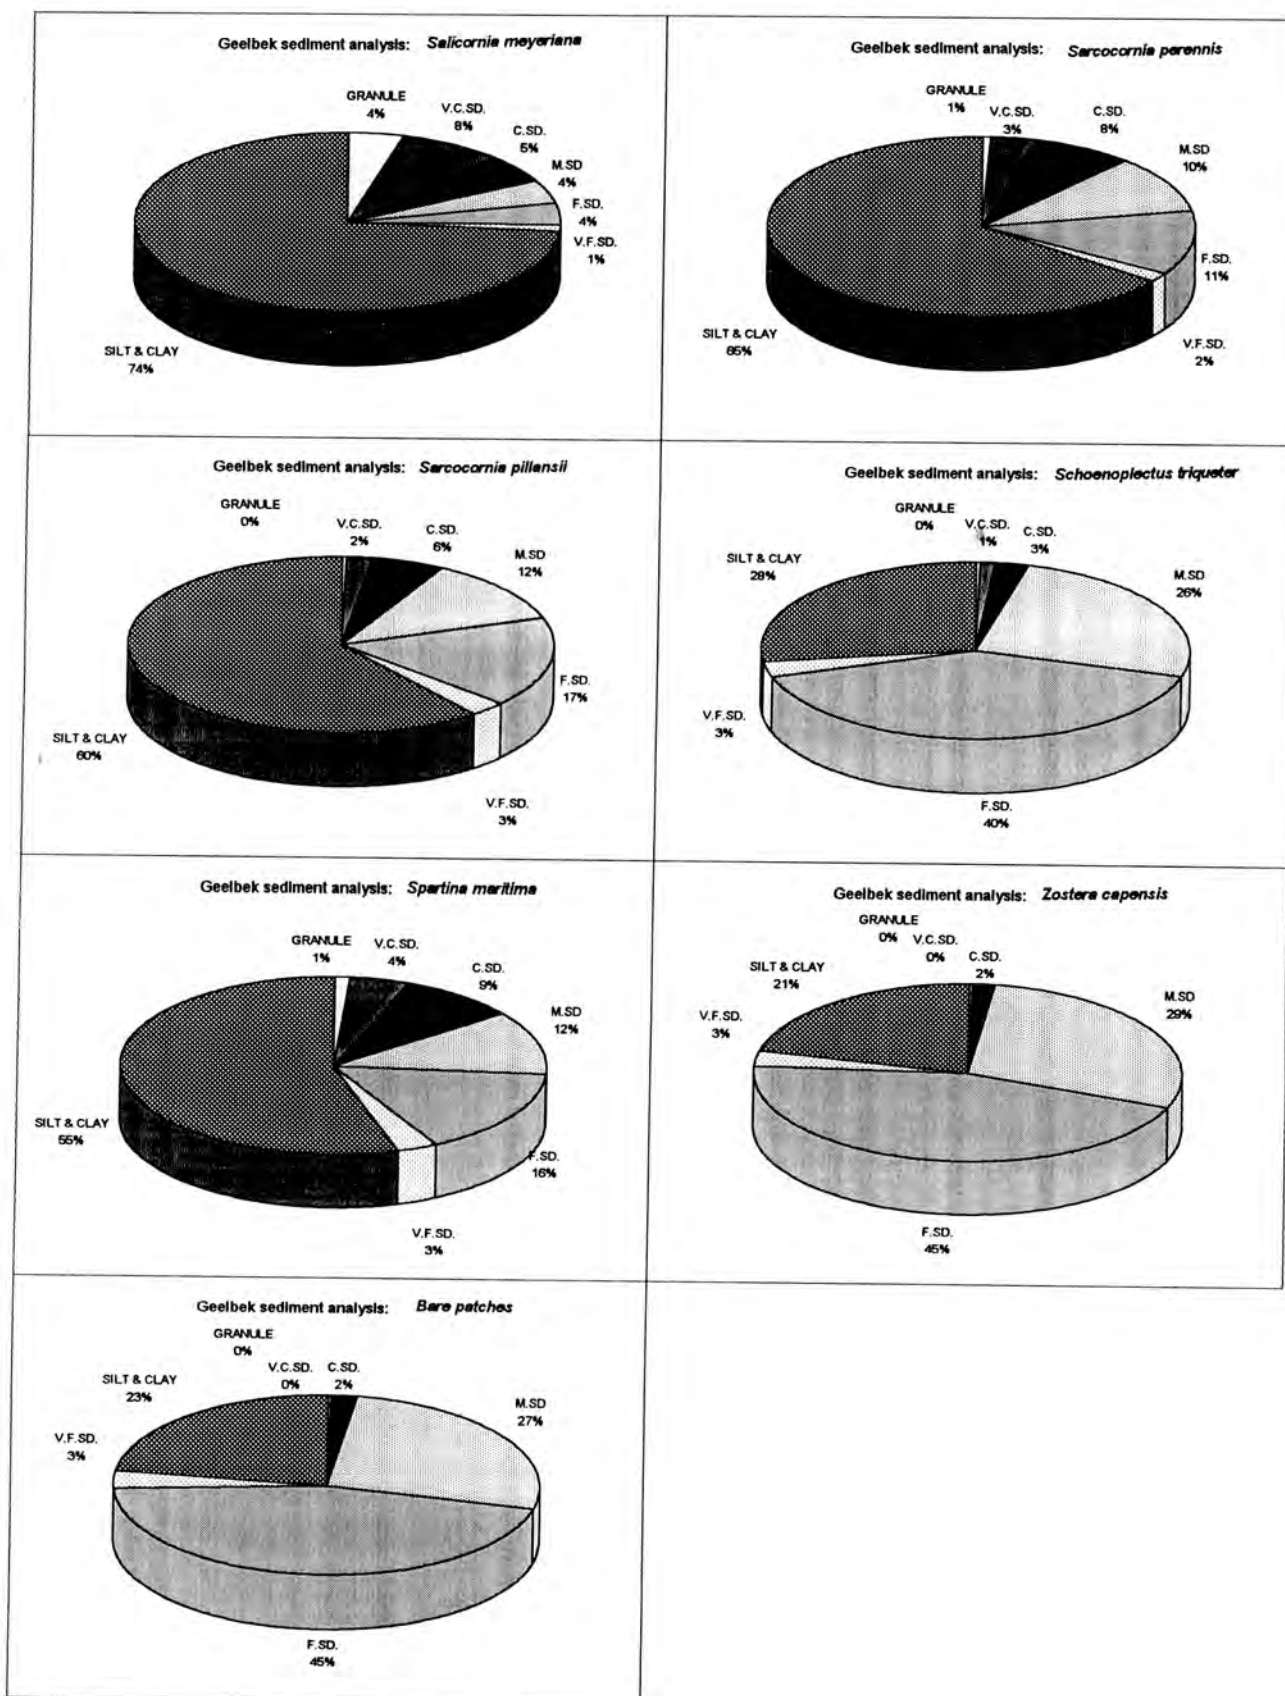 Geelbek sediment analysis: Salicornia meyeriana
GRANULE
4%
V.C.SD.
8%
C.SD.
5%
M.SD
4%
F.SD.
4%
V.F.SD.
1%
SILT & CLAY
74%
Geelbek sediment analysis: Sarcocornia perennis
GRANULE
1%
V.C.SD.
3%
C.SD.
8%
M.SD
10%
F.SD.
11%
V.F.SD.
2%
SILT & CLAY
65%
Geelbek sediment analysis: Sarcocornia pillansii
GRANULE
0%
V.C.SD.
2%
C.SD.
6%
M.SD
12%
F.SD.
17%
V.F.SD.
3%
SILT & CLAY
60%
Geelbek sediment analysis: Schoenoplectus triqueter
GRANULE
0%
V.C.SD.
1%
C.SD.
3%
M.SD
26%
SILT & CLAY
28%
V.F.SD.
3%
F.SD.
40%
Geelbek sediment analysis: Spartina maritima
GRANULE
1%
V.C.SD.
4%
C.SD.
9%
M.SD
12%
F.SD.
16%
V.F.SD.
3%
SILT & CLAY
55%
Geelbek sediment analysis: Zostera capensis
GRANULE
0%
V.C.SD.
0%
C.SD.
2%
M.SD
29%
SILT & CLAY
21%
V.F.SD.
3%
F.SD.
45%
Geelbek sediment analysis: Bare patches
GRANULE
0%
V.C.SD.
0%
C.SD.
2%
M.SD
27%
SILT & CLAY
23%
V.F.SD.
3%
F.SD.
45%